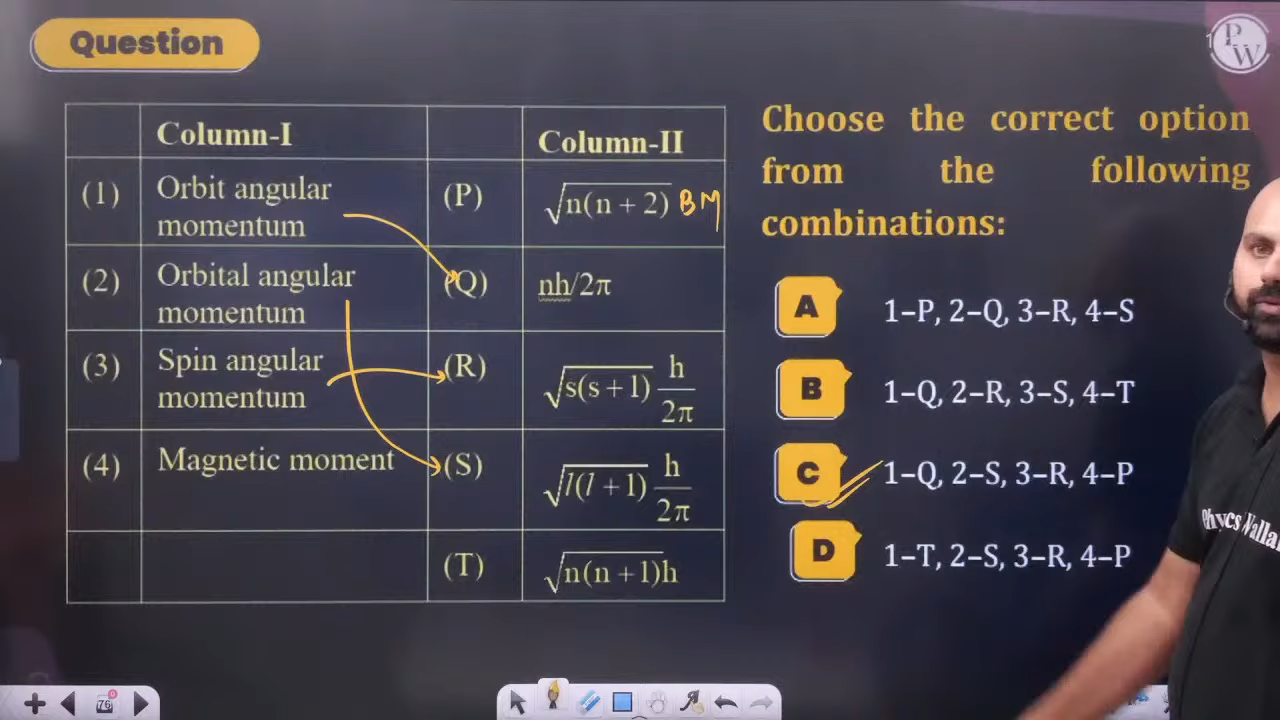 Question
PW
Column-I
Column-II
(1) Orbit angular momentum
(P) √n(n + 2) BM
(2) Orbital angular momentum
(Q) nh/2π
(3) Spin angular momentum
(R) √s(s+1) h/2π
(4) Magnetic moment
(S) √l(l+1) h/2π
(T) √n(n+1)h
Choose the correct option
from the following
combinations:
A 1–P, 2–Q, 3–R, 4–S
B 1–Q, 2–R, 3–S, 4–T
C 1–Q, 2–S, 3–R, 4–P
D 1–T, 2–S, 3–R, 4–P
76